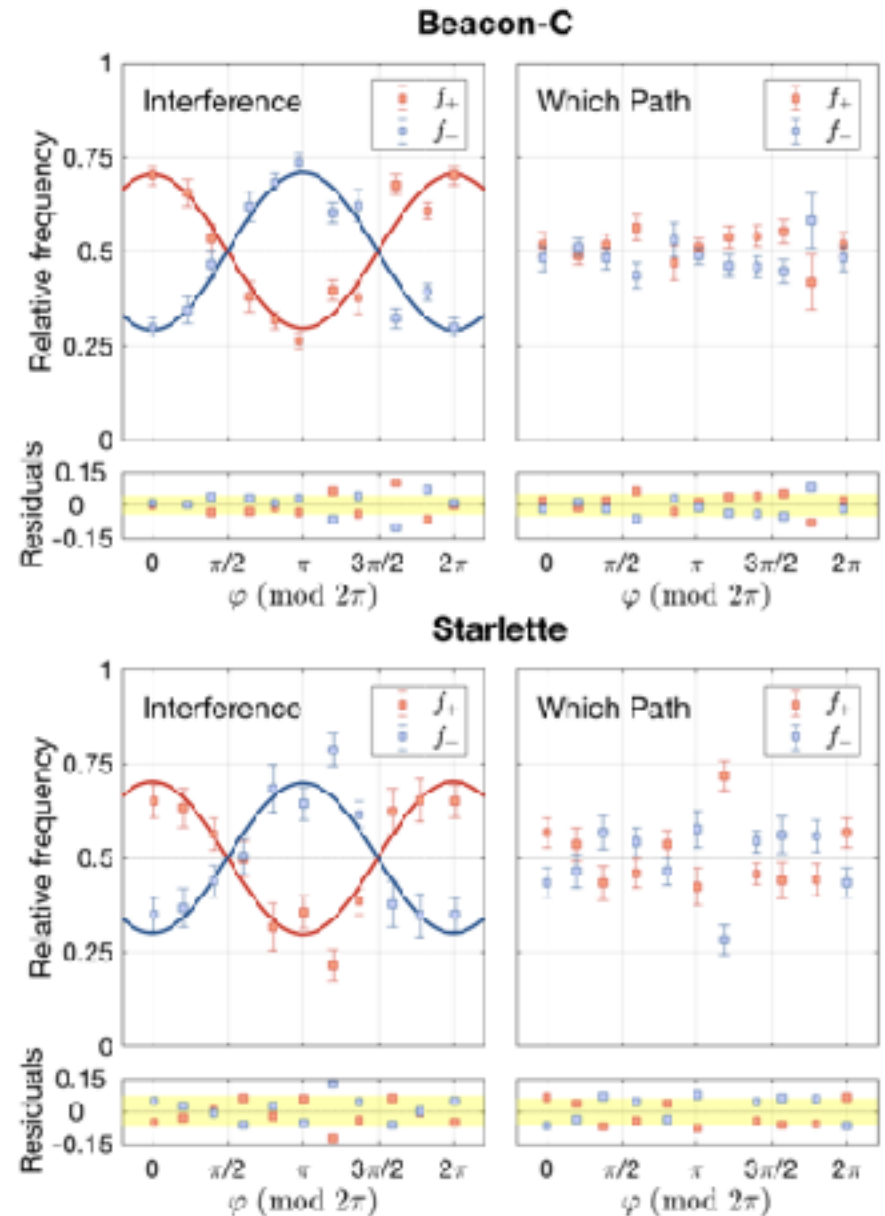 Beacon-C
Interference
f₊
f₋
Which Path
f₊
f₋
Relative frequency
1
0.75
0.5
0.25
0
Residuals
0.15
0
-0.15
0 π/2 π 3π/2 2π
φ (mod 2π)
0 π/2 π 3π/2 2π
φ (mod 2π)
Starlette
Interference
f₊
f₋
Which Path
f₊
f₋
Relative frequency
1
0.75
0.5
0.25
0
Residuals
0.15
0
-0.15
0 π/2 π 3π/2 2π
φ (mod 2π)
0 π/2 π 3π/2 2π
φ (mod 2π)